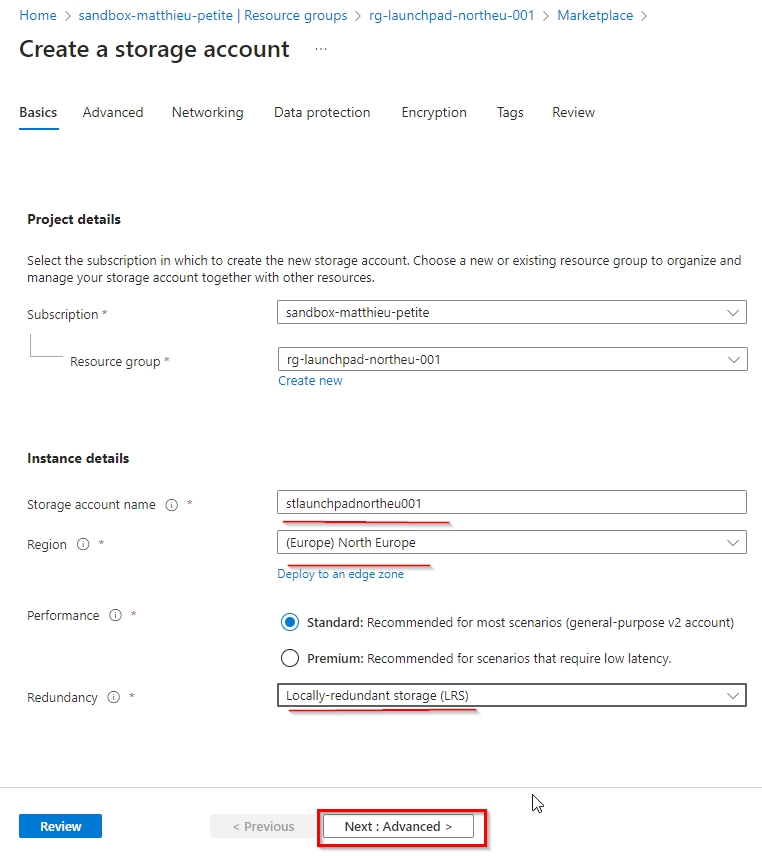 Home > sandbox-matthieu-petite | Resource groups > rg-launchpad-northeu-001 > Marketplace >
Create a storage account ...
Basics Advanced Networking Data protection Encryption Tags Review
Project details
Select the subscription in which to create the new storage account. Choose a new or existing resource group to organize and
manage your storage account together with other resources.
Subscription * sandbox-matthieu-petite
Resource group * rg-launchpad-northeu-001
Create new
Instance details
Storage account name * stlaunchpadnortheu001
Region * (Europe) North Europe
Deploy to an edge zone
Performance * Standard: Recommended for most scenarios (general-purpose v2 account)
Premium: Recommended for scenarios that require low latency.
Redundancy * Locally-redundant storage (LRS)
Review < Previous Next : Advanced >